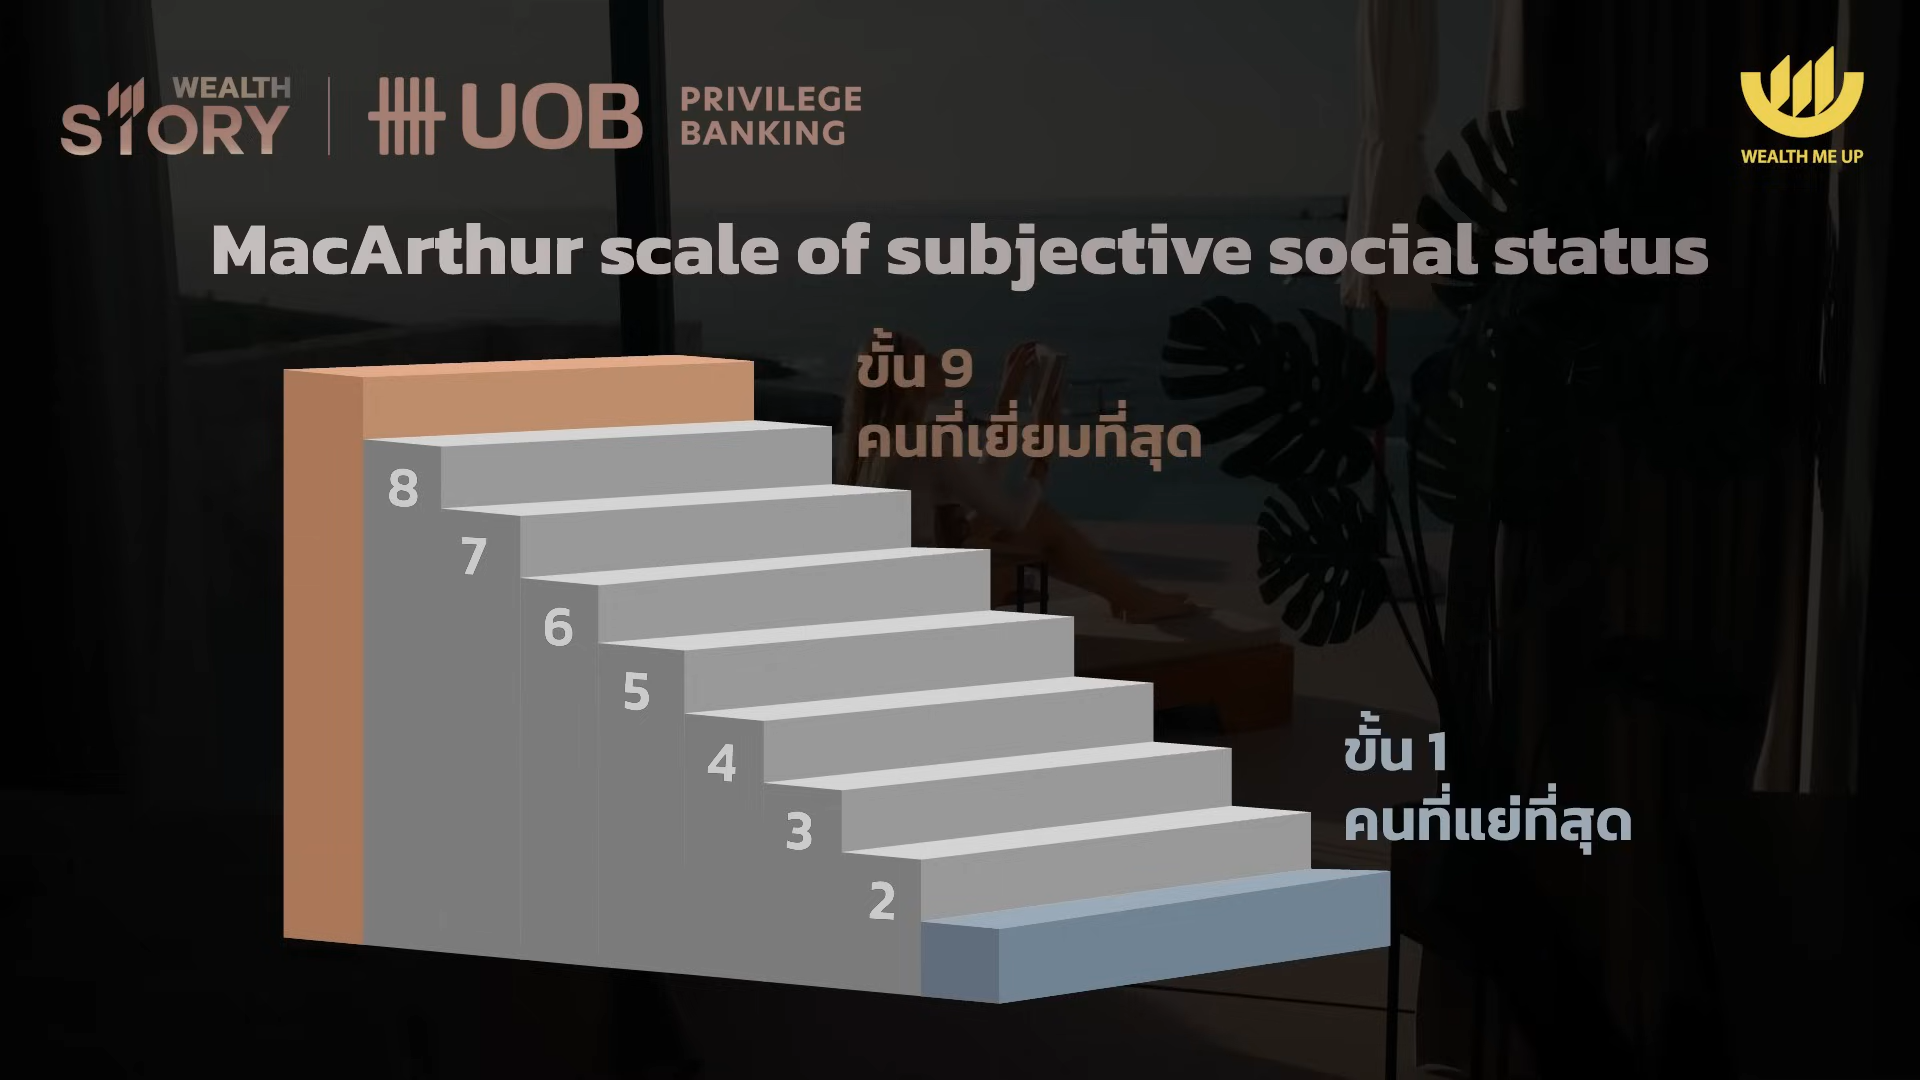 WEALTH
STORY
UOB
PRIVILEGE
BANKING
WEALTH ME UP
MacArthur scale of subjective social status
ขั้น 9
คนที่เยี่ยมที่สุด
8
7
6
5
4
3
2
ขั้น 1
คนที่แย่ที่สุด